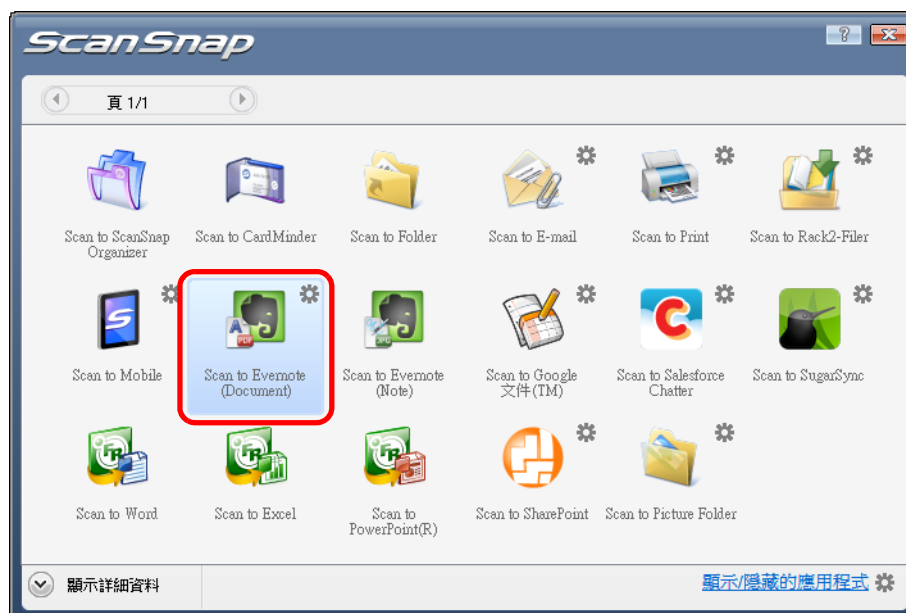 ScanSnap
頁 1/1
Scan to ScanSnap
Organizer
Scan to CardMinder
Scan to Folder
Scan to E-mail
Scan to Print
Scan to Rack2-Filer
Scan to Mobile
Scan to Evernote
(Document)
Scan to Evernote
(Note)
Scan to Google
文件(TM)
Scan to Salesforce
Chatter
Scan to SugarSync
Scan to Word
Scan to Excel
Scan to
PowerPoint(R)
Scan to SharePoint
Scan to Picture Folder
顯示詳細資料
顯示/隱藏的應用程式